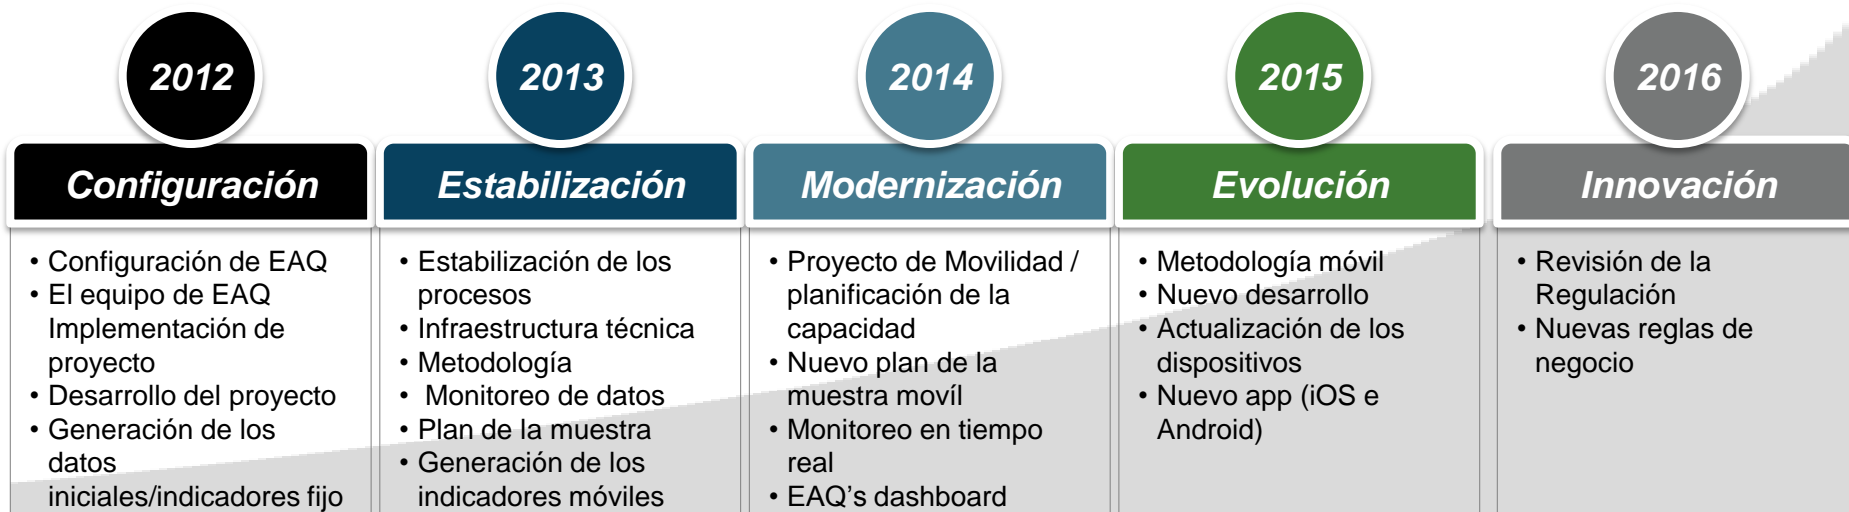 2012
Configuración
• Configuración de EAQ
• El equipo de EAQ
Implementación de
proyecto
• Desarrollo del proyecto
• Generación de los
datos
iniciales/indicadores fijo
2013
Estabilización
• Estabilización de los
procesos
• Infraestructura técnica
• Metodología
• Monitoreo de datos
• Plan de la muestra
• Generación de los
indicadores móviles
2014
Modernización
• Proyecto de Movilidad /
planificación de la
capacidad
• Nuevo plan de la
muestra movíl
• Monitoreo en tiempo
real
• EAQ’s dashboard
2015
Evolución
• Metodología móvil
• Nuevo desarrollo
• Actualización de los
dispositivos
• Nuevo app (iOS e
Android)
2016
Innovación
• Revisión de la
Regulación
• Nuevas reglas de
negocio